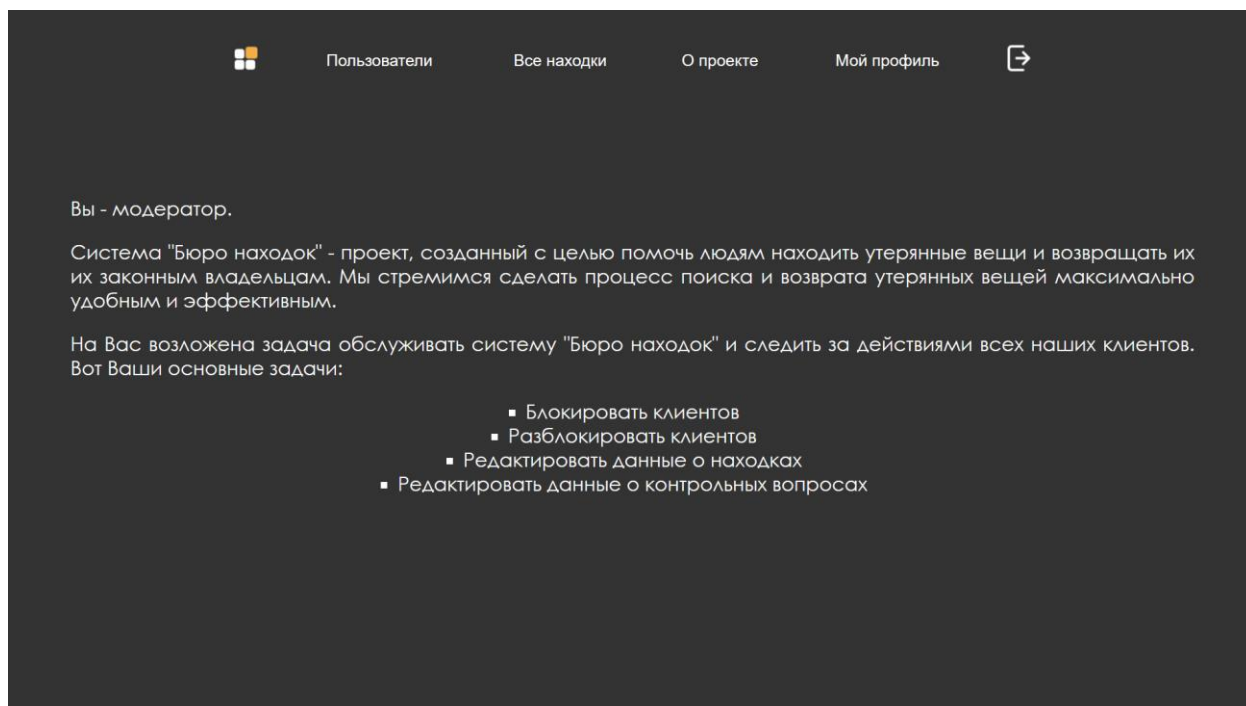 Пользователи Все находки О проекте Мой профиль
Вы - модератор.
Система "Бюро находок" - проект, созданный с целью помочь людям находить утерянные вещи и возвращать их
их законным владельцам. Мы стремимся сделать процесс поиска и возврата утерянных вещей максимально
удобным и эффективным.
На Вас возложена задача обслуживать систему "Бюро находок" и следить за действиями всех наших клиентов.
Вот Ваши основные задачи:
▪ Блокировать клиентов
▪ Разблокировать клиентов
▪ Редактировать данные о находках
▪ Редактировать данные о контрольных вопросах